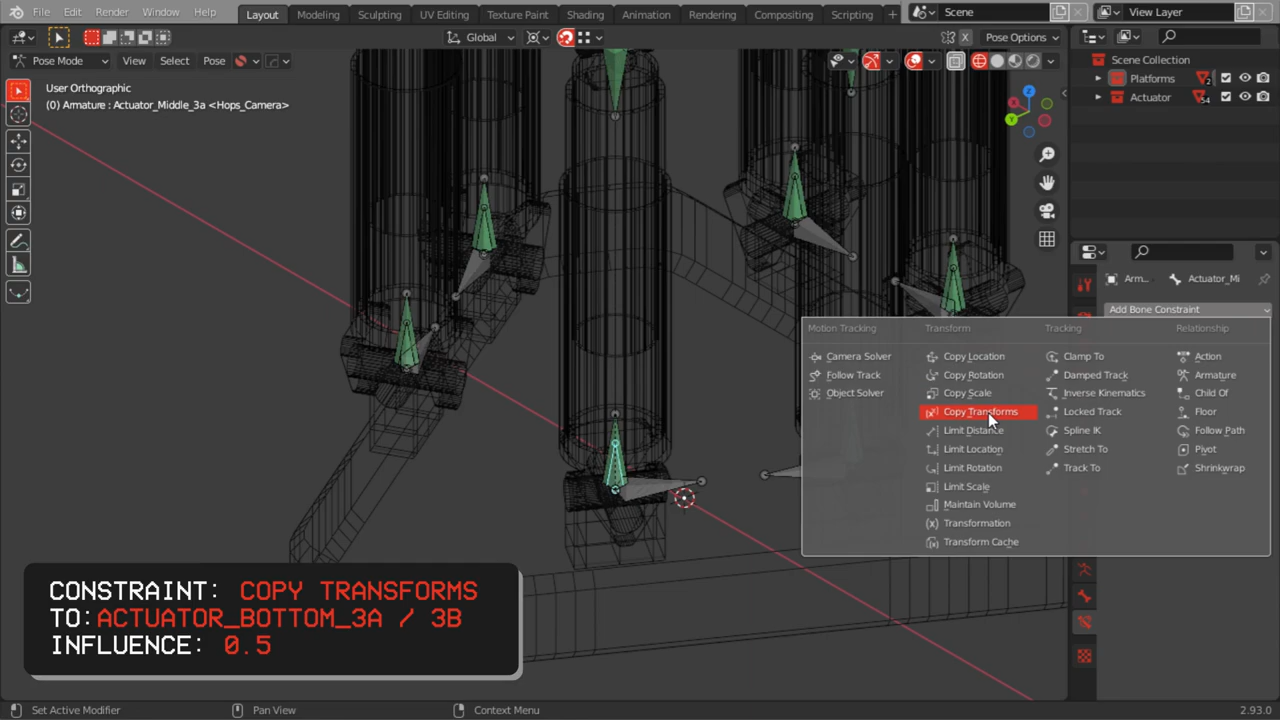 File Edit Render Window Help Layout Modeling Sculpting UV Editing Texture Paint Shading Animation Rendering Compositing Scripting + Scene View Layer
Global Pose Options
Pose Mode View Select Pose X
User Orthographic
(0) Armature : Actuator_Middle_3a <Hops_Camera>
Scene Collection
Platforms 2
Actuator 54
Z
Y
Arm... Actuator_Mi
Add Bone Constraint
Motion Tracking Transform Tracking Relationship
Camera Solver Copy Location Clamp To Action
Follow Track Copy Rotation Damped Track Armature
Object Solver Copy Scale Inverse Kinematics Child Of
Copy Transforms Locked Track Floor
Limit Distance Spline IK Follow Path
Limit Location Stretch To Pivot
Limit Rotation Track To Shrinkwrap
Limit Scale
Maintain Volume
Transformation
Transform Cache
CONSTRAINT: COPY TRANSFORMS
TO:ACTUATOR_BOTTOM_3A / 3B
INFLUENCE: 0.5
Set Active Modifier Pan View Context Menu 2.93.0